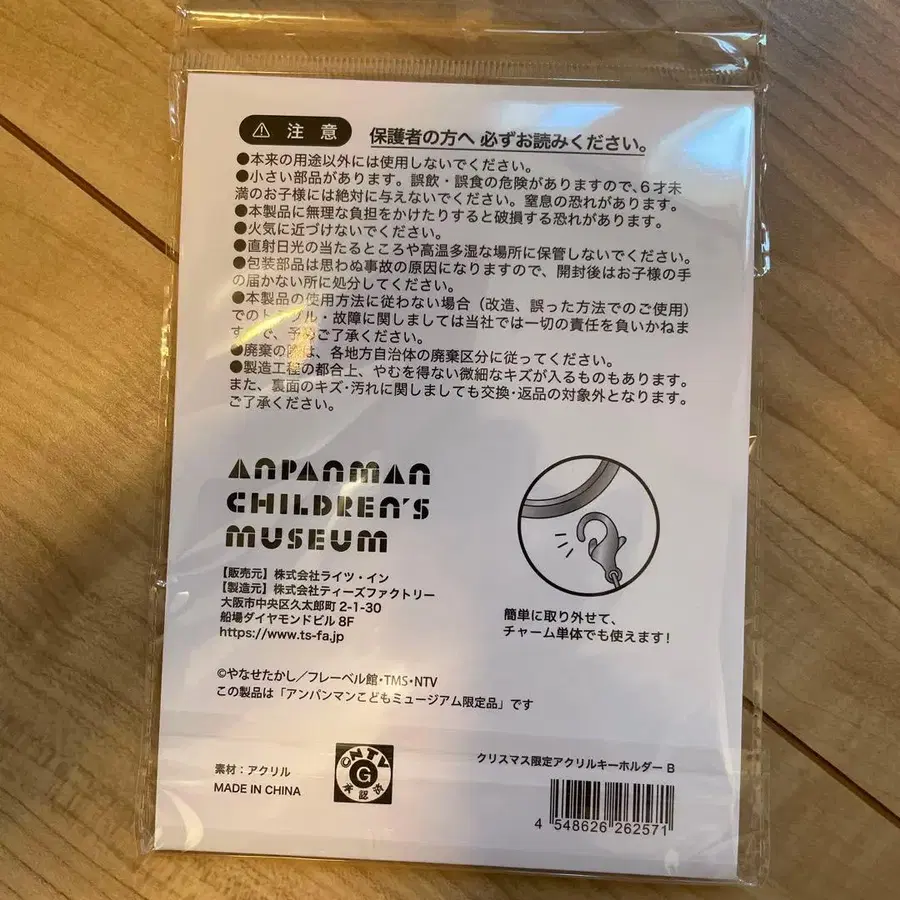 ⚠ 注意
保護者の方へ 必ずお読みください。
●本来の用途以外には使用しないでください。
●小さい部品があります。誤飲・誤食の危険がありますので、6才未
満のお子様には絶対に与えないでください。窒息の恐れがあります。
●本製品に無理な負担をかけたりすると破損する恐れがあります。
●火気に近づけないでください。
●直射日光の当たるところや高温多湿な場所に保管しないでください。
●包装部品は思わぬ事故の原因になりますので、開封後はお子様の手
の届かない所に処分してください。
●本製品の使用方法に従わない場合（改造、誤った方法でのご使用）
でのトラブル・故障に関しましては当社では一切の責任を負いかねま
すので、予めご了承ください。
●廃棄の際は、各地方自治体の廃棄区分に従ってください。
●製造工程の都合上、やむを得ない微細なキズが入るものもあります。
また、裏面のキズ・汚れに関しましても交換・返品の対象外となります。
ご了承ください。
ANPANMAN
CHILDREN'S
MUSEUM
【販売元】株式会社ライツ・イン
【製造元】株式会社ティーズファクトリー
大阪市中央区久太郎町 2-1-30
船場ダイヤモンドビル 8F
https://www.ts-fa.jp
簡単に取り外せて、
チャーム単体でも使えます！
©やなせたかし／フレーベル館・TMS・NTV
この製品は「アンパンマンこどもミュージアム限定品」です
素材：アクリル
MADE IN CHINA
©NTV
G
承認済
クリスマス限定アクリルキーホルダー B
4 548626 262571